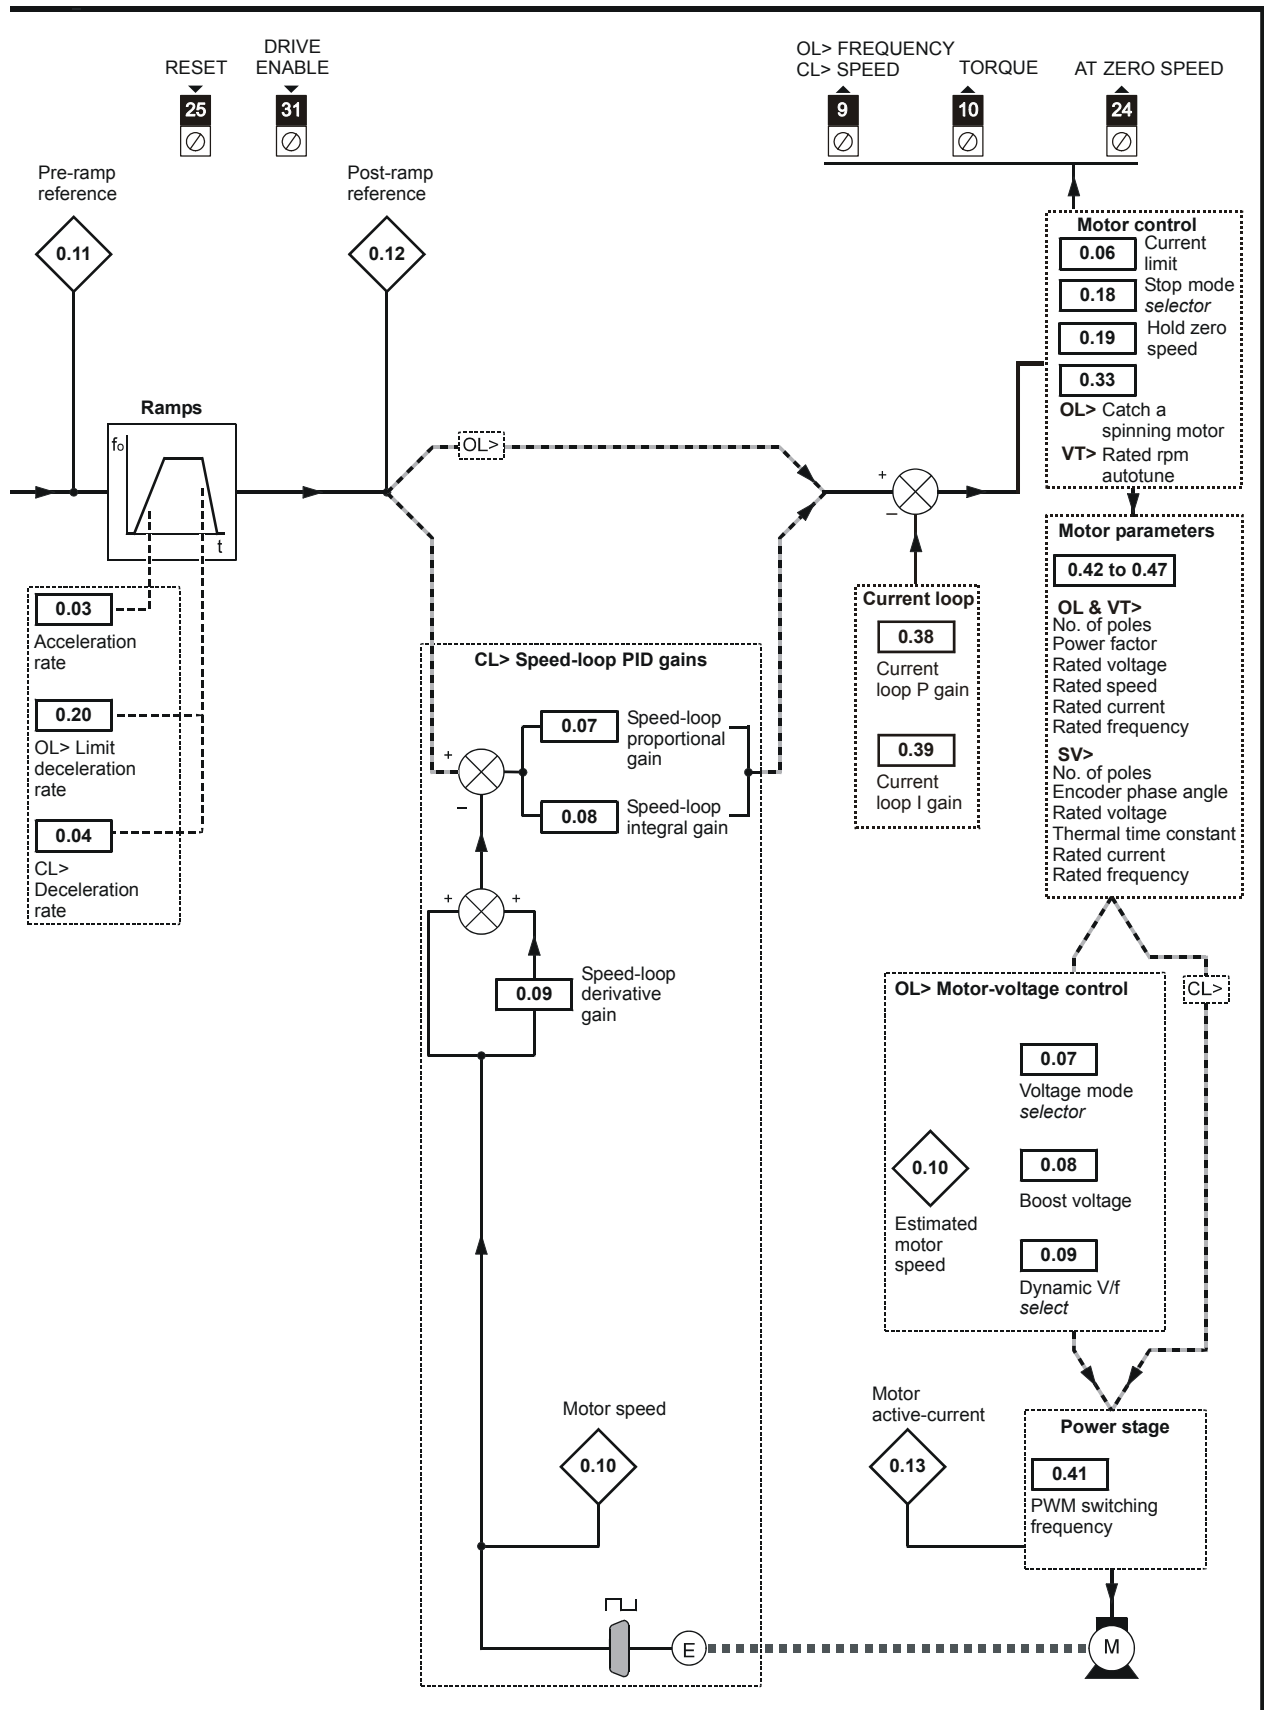 RESET
DRIVE
ENABLE
25
31
OL> FREQUENCY
CL> SPEED
TORQUE
AT ZERO SPEED
9
10
24
Pre-ramp
reference
0.11
Post-ramp
reference
0.12
Motor control
0.06
Current
limit
0.18
Stop mode
selector
0.19
Hold zero
speed
0.33
OL> Catch a
spinning motor
VT> Rated rpm
autotune
Ramps
fo
t
OL>
+
−
0.03
Acceleration
rate
0.20
OL> Limit
deceleration
rate
0.04
CL>
Deceleration
rate
CL> Speed-loop PID gains
+
−
0.07
Speed-loop
proportional
gain
0.08
Speed-loop
integral gain
+
+
0.09
Speed-loop
derivative
gain
Current loop
0.38
Current
loop P gain
0.39
Current
loop I gain
Motor parameters
0.42 to 0.47
OL & VT>
No. of poles
Power factor
Rated voltage
Rated speed
Rated current
Rated frequency
SV>
No. of poles
Encoder phase angle
Rated voltage
Thermal time constant
Rated current
Rated frequency
OL> Motor-voltage control
CL>
0.07
Voltage mode
selector
0.10
Estimated
motor
speed
0.08
Boost voltage
0.09
Dynamic V/f
select
Motor speed
0.10
Motor
active-current
0.13
Power stage
0.41
PWM switching
frequency
E
M